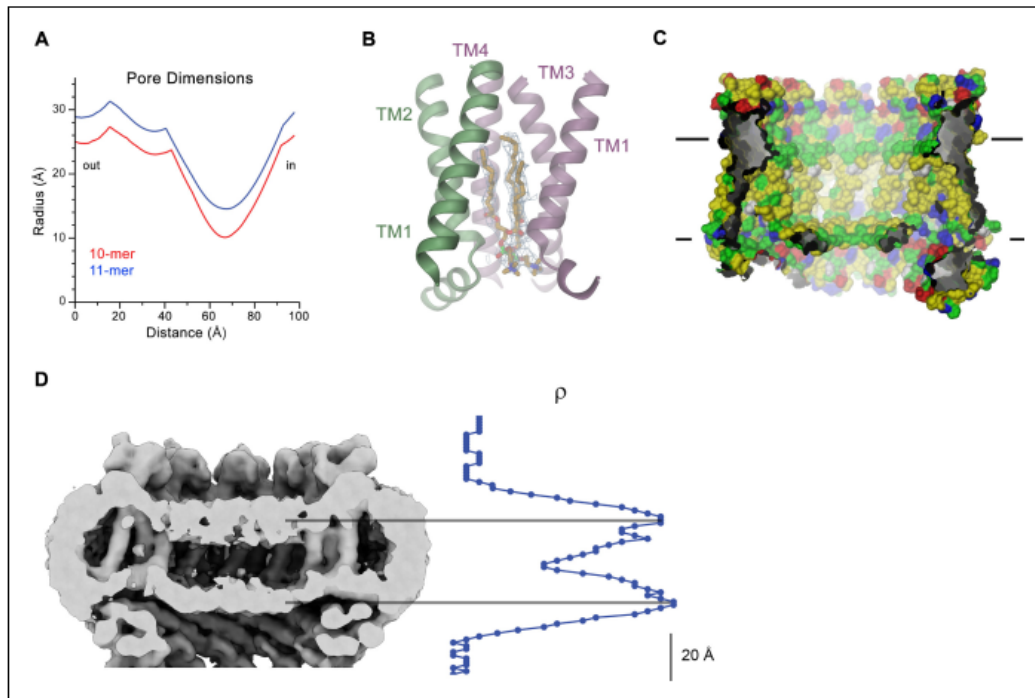 A
Pore Dimensions
30
20
10
0
Radius (Å)
out
in
10-mer
11-mer
0 20 40 60 80 100
Distance (Å)
B
TM4
TM3
TM2
TM1
TM1
C
D
ρ
20 Å